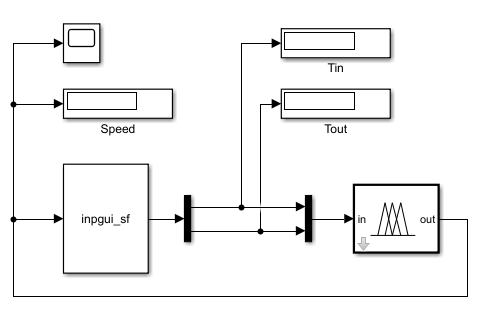 Tin
Speed
Tout
inpgui_sf
in
out